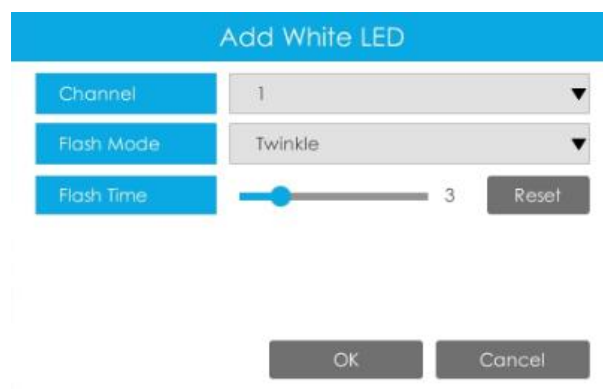 Add White LED
Channel 1
Flash Mode Twinkle
Flash Time 3 Reset
OK Cancel